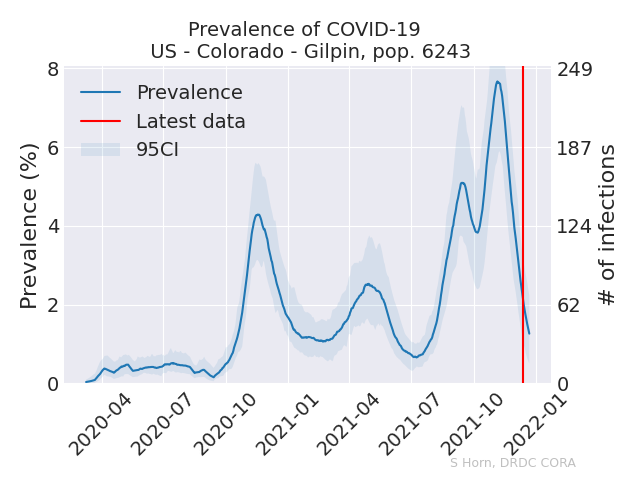 Prevalence of COVID-19
US - Colorado - Gilpin, pop. 6243
Prevalence
Latest data
95CI
Prevalence (%)
8
6
4
2
0
249
187
124
62
0
# of infections
2020-04
2020-07
2020-10
2021-01
2021-04
2021-07
2021-10
2022-01
S Horn, DRDC CORA